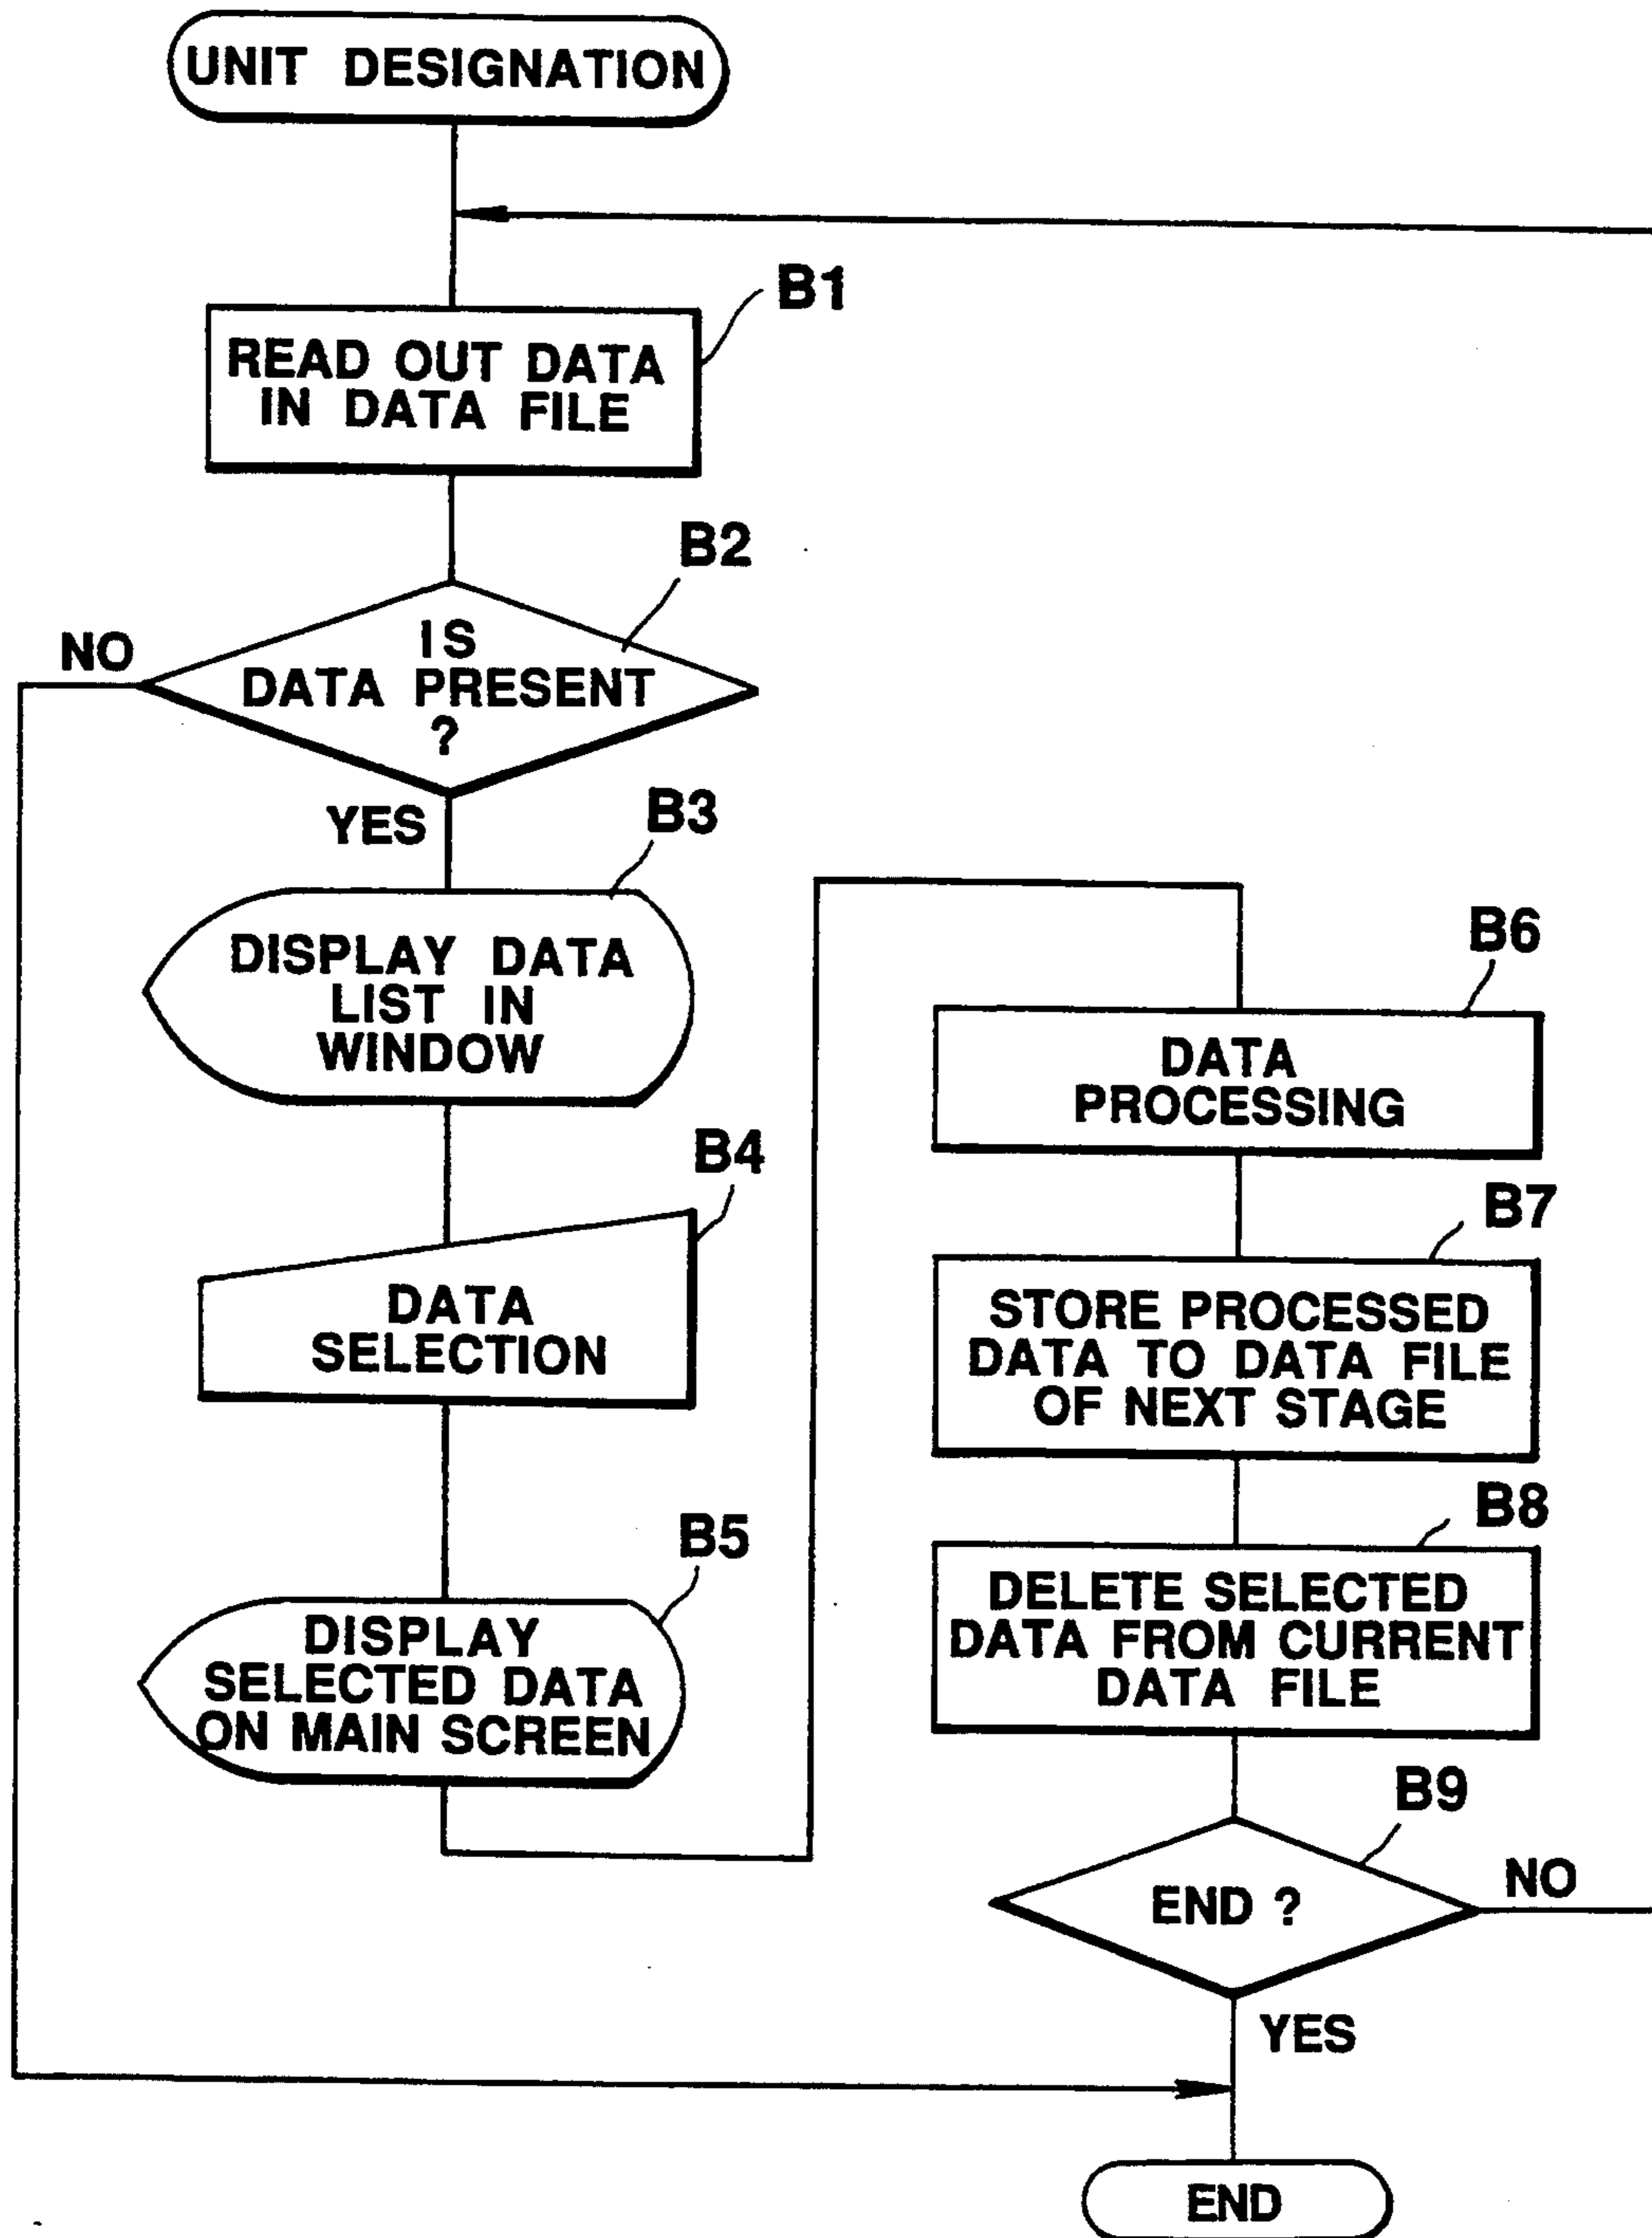 UNIT DESIGNATION
B1
READ OUT DATA
IN DATA FILE
B2
NO
IS
DATA PRESENT
?
YES
B3
DISPLAY DATA
LIST IN
WINDOW
B4
DATA
SELECTION
B5
DISPLAY
SELECTED DATA
ON MAIN SCREEN
B6
DATA
PROCESSING
B7
STORE PROCESSED
DATA TO DATA FILE
OF NEXT STAGE
B8
DELETE SELECTED
DATA FROM CURRENT
DATA FILE
B9
END ?
NO
YES
END